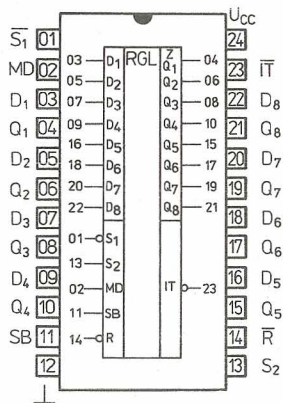 U_CC
S̅₁ 01 24
MD 02 23 I̅T̅
D₁ 03 22 D₈
Q₁ 04 21 Q₈
D₂ 05 20 D₇
Q₂ 06 19 Q₇
D₃ 07 18 D₆
Q₃ 08 17 Q₆
D₄ 09 16 D₅
Q₄ 10 15 Q₅
SB 11 14 R̅
12 13 S₂
RGL Z
03 D₁ Q₁ 04
05 D₂ Q₂ 06
07 D₃ Q₃ 08
09 D₄ Q₄ 10
16 D₅ Q₅ 15
18 D₆ Q₆ 17
20 D₇ Q₇ 19
22 D₈ Q₈ 21
01 S₁
13 S₂
02 MD IT 23
11 SB
14 R